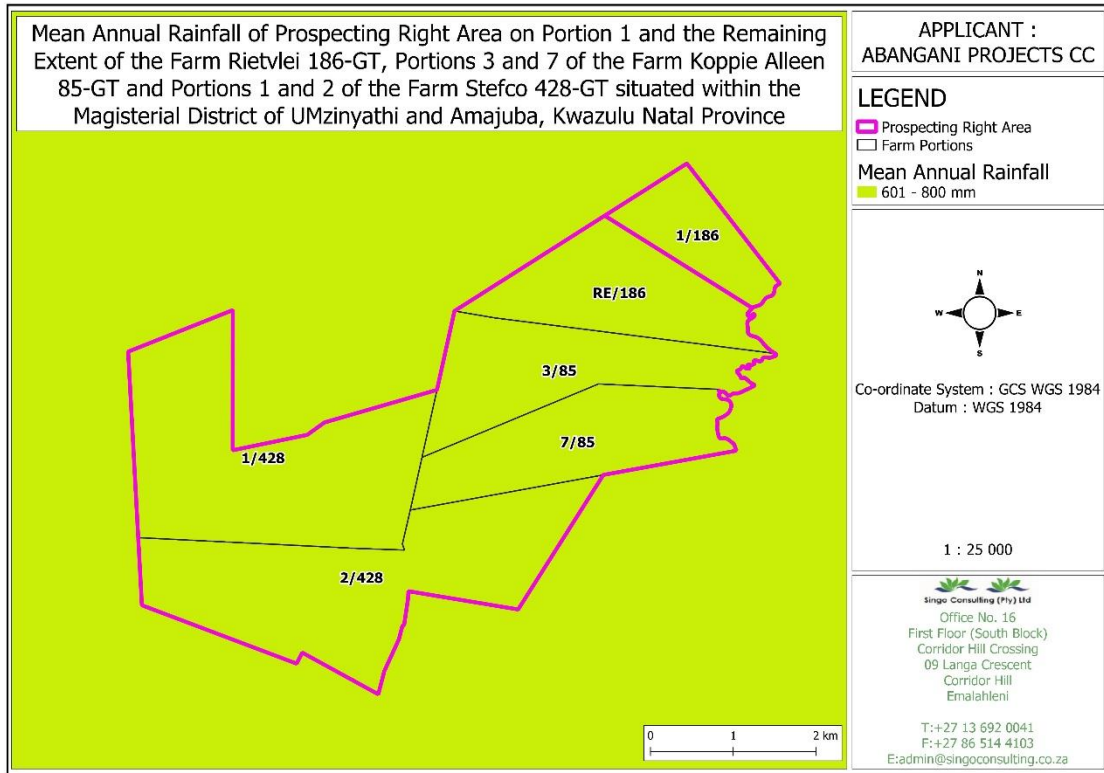 Mean Annual Rainfall of Prospecting Right Area on Portion 1 and the Remaining
Extent of the Farm Rietvlei 186-GT, Portions 3 and 7 of the Farm Koppie Alleen
85-GT and Portions 1 and 2 of the Farm Stefco 428-GT situated within the
Magisterial District of UMzinyathi and Amajuba, Kwazulu Natal Province
1/186
RE/186
3/85
7/85
1/428
2/428
0 1 2 km
APPLICANT :
ABANGANI PROJECTS CC
LEGEND
Prospecting Right Area
Farm Portions
Mean Annual Rainfall
601 - 800 mm
N
W E
S
Co-ordinate System : GCS WGS 1984
Datum : WGS 1984
1 : 25 000
Singo Consulting (Pty) Ltd
Office No. 16
First Floor (South Block)
Corridor Hill Crossing
09 Langa Crescent
Corridor Hill
Emalahleni
T:+27 13 692 0041
F:+27 86 514 4103
E:admin@singoconsulting.co.za